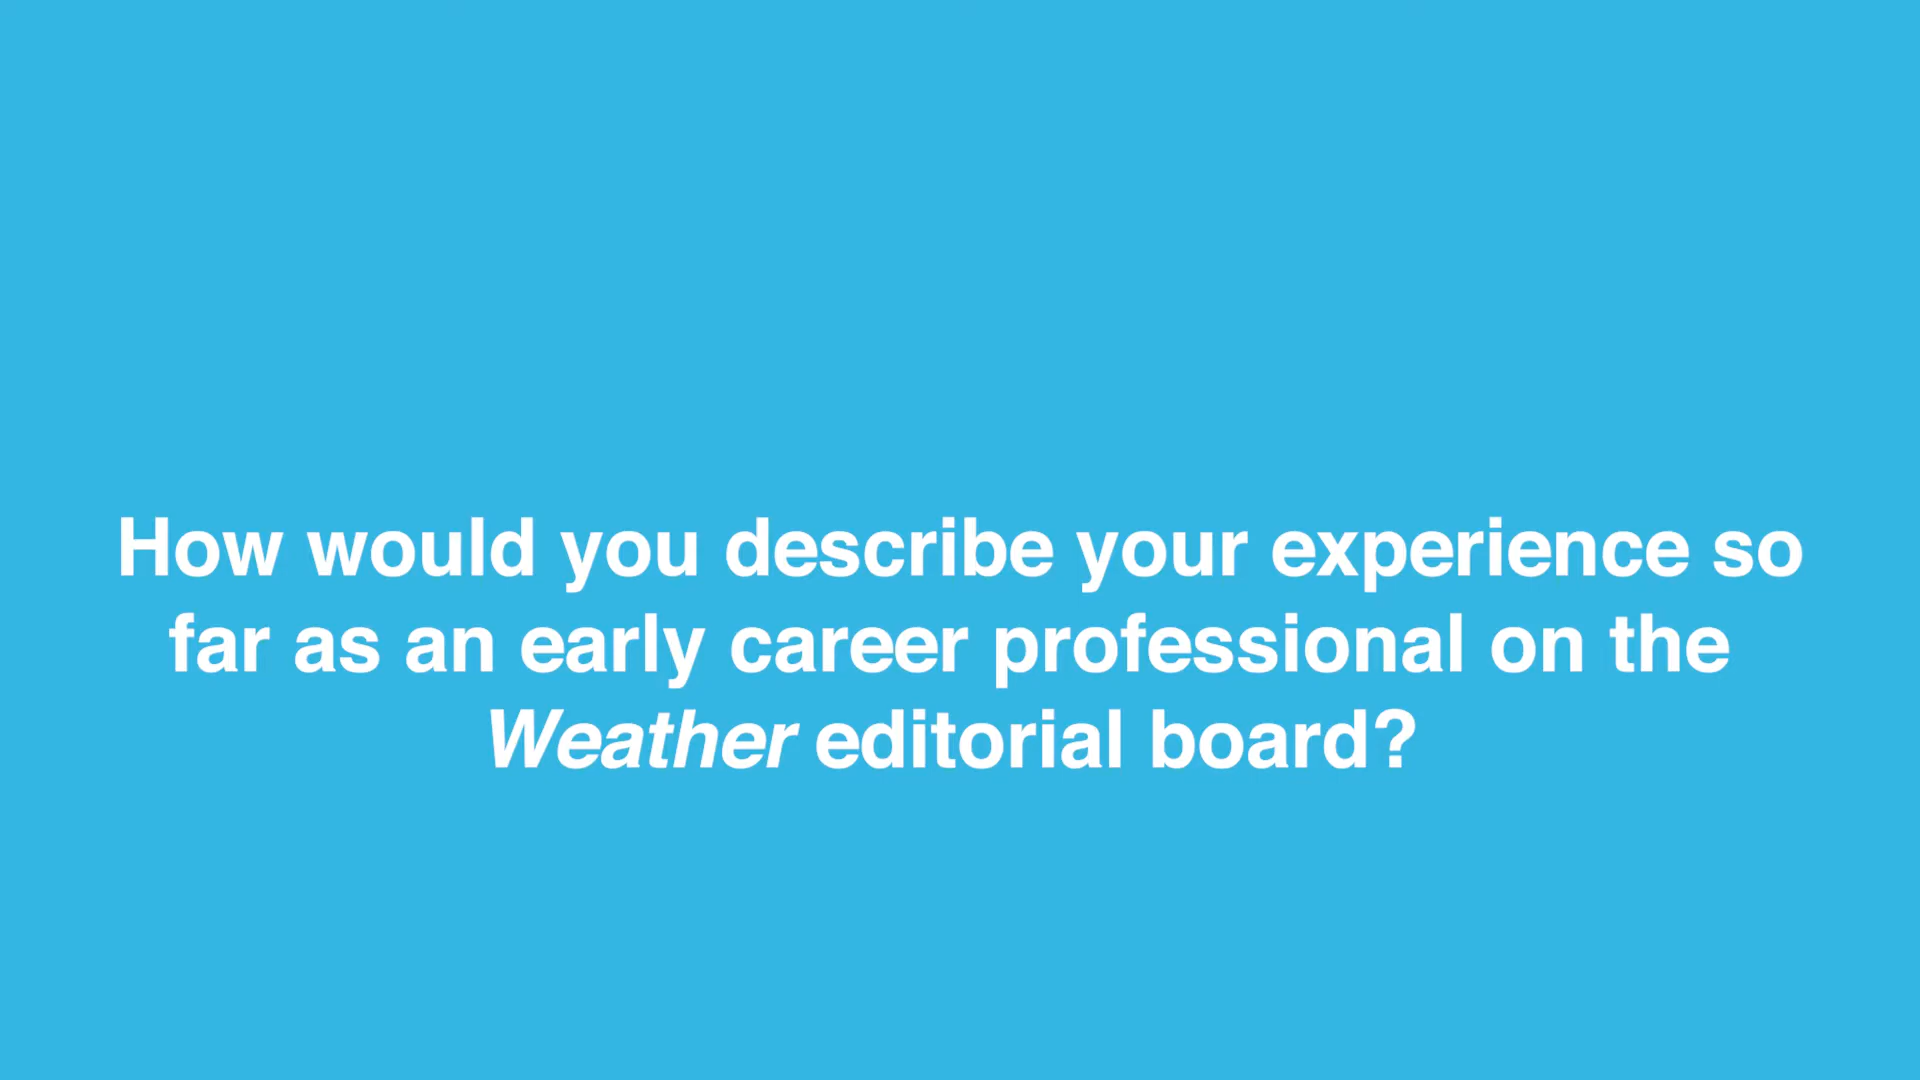 How would you describe your experience so
far as an early career professional on the
Weather editorial board?